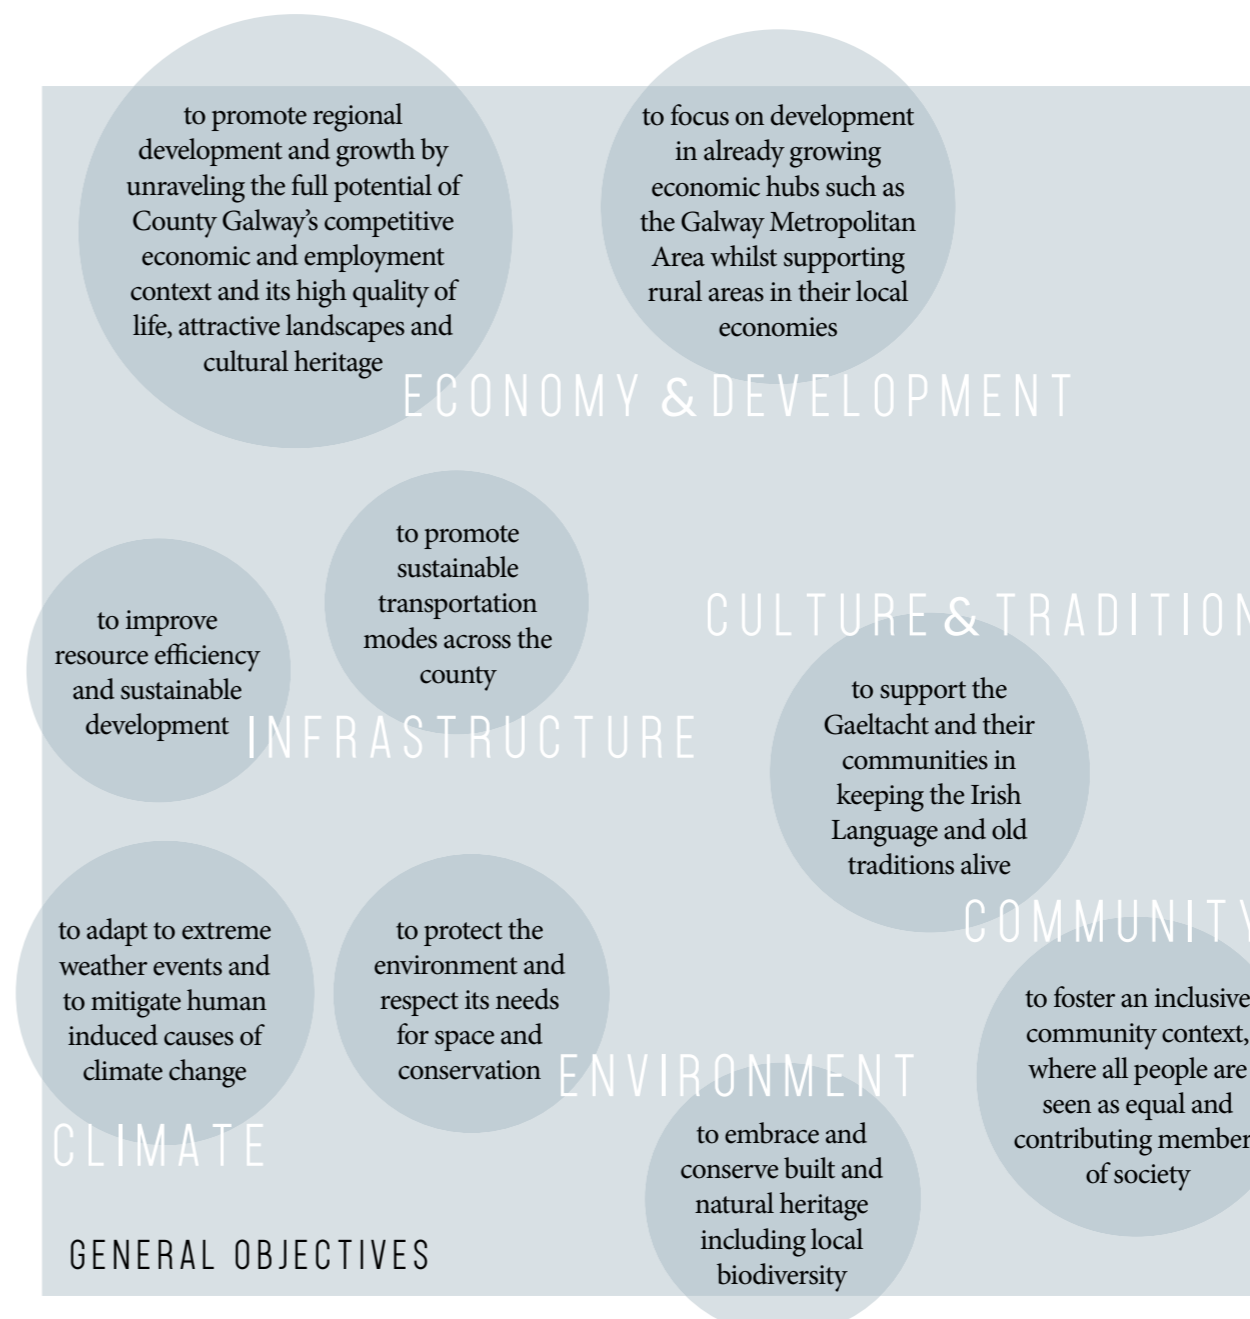 to promote regional
development and growth by
unraveling the full potential of
County Galway's competitive
economic and employment
context and its high quality of
life, attractive landscapes and
cultural heritage
to focus on development
in already growing
economic hubs such as
the Galway Metropolitan
Area whilst supporting
rural areas in their local
economies
ECONOMY & DEVELOPMENT
to improve
resource efficiency
and sustainable
development
to promote
sustainable
transportation
modes across the
county
INFRASTRUCTURE
CULTURE & TRADITION
to support the
Gaeltacht and their
communities in
keeping the Irish
Language and old
traditions alive
COMMUNITY
to foster an inclusive
community context,
where all people are
seen as equal and
contributing member
of society
to adapt to extreme
weather events and
to mitigate human
induced causes of
climate change
CLIMATE
to protect the
environment and
respect its needs
for space and
conservation
ENVIRONMENT
to embrace and
conserve built and
natural heritage
including local
biodiversity
GENERAL OBJECTIVES